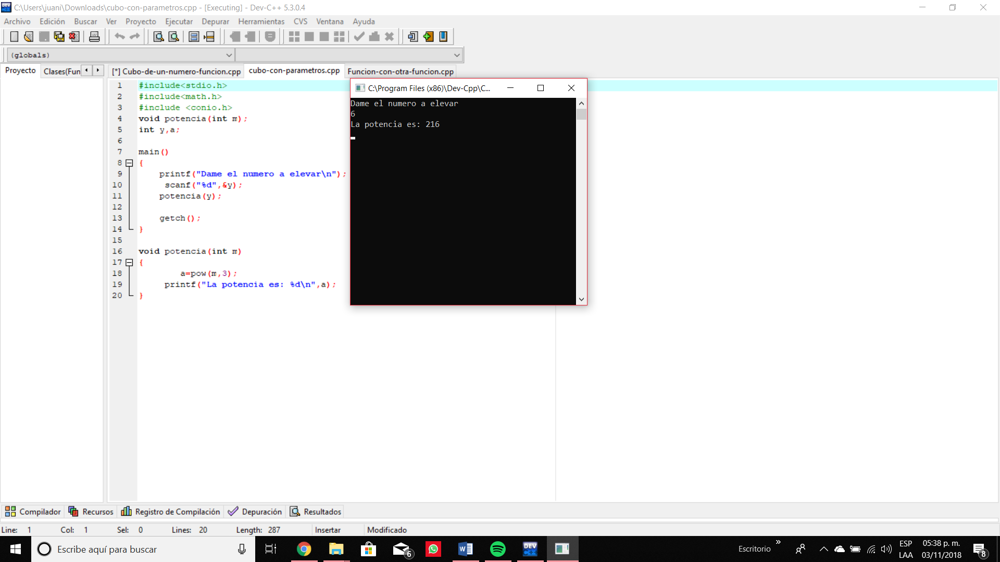 C:\Users\juani\Downloads\cubo-con-parametros.cpp - [Executing] - Dev-C++ 5.3.0.4
Archivo Edición Buscar Ver Proyecto Ejecutar Depurar Herramientas CVS Ventana Ayuda
(globals)
Proyecto Clases(Fun [*] Cubo-de-un-numero-funcion.cpp cubo-con-parametros.cpp Funcion-con-otra-funcion.cpp
1 #include<stdio.h>
2 #include<math.h>
3 #include <conio.h>
4 void potencia(int m);
5 int y,a;
6
7 main()
8 {
9 printf("Dame el numero a elevar\n");
10 scanf("%d",&y);
11 potencia(y);
12
13 getch();
14 }
15
16 void potencia(int m)
17 {
18 a=pow(m,3);
19 printf("La potencia es: %d\n",a);
20 }
C:\Program Files (x86)\Dev-Cpp\C...
Dame el numero a elevar
6
La potencia es: 216
Compilador Recursos Registro de Compilación Depuración Resultados
Line: 1 Col: 1 Sel: 0 Lines: 20 Length: 287 Insertar Modificado
Escribe aquí para buscar
6
DEV C++
Escritorio
ESP
LAA
05:38 p. m.
03/11/2018
8